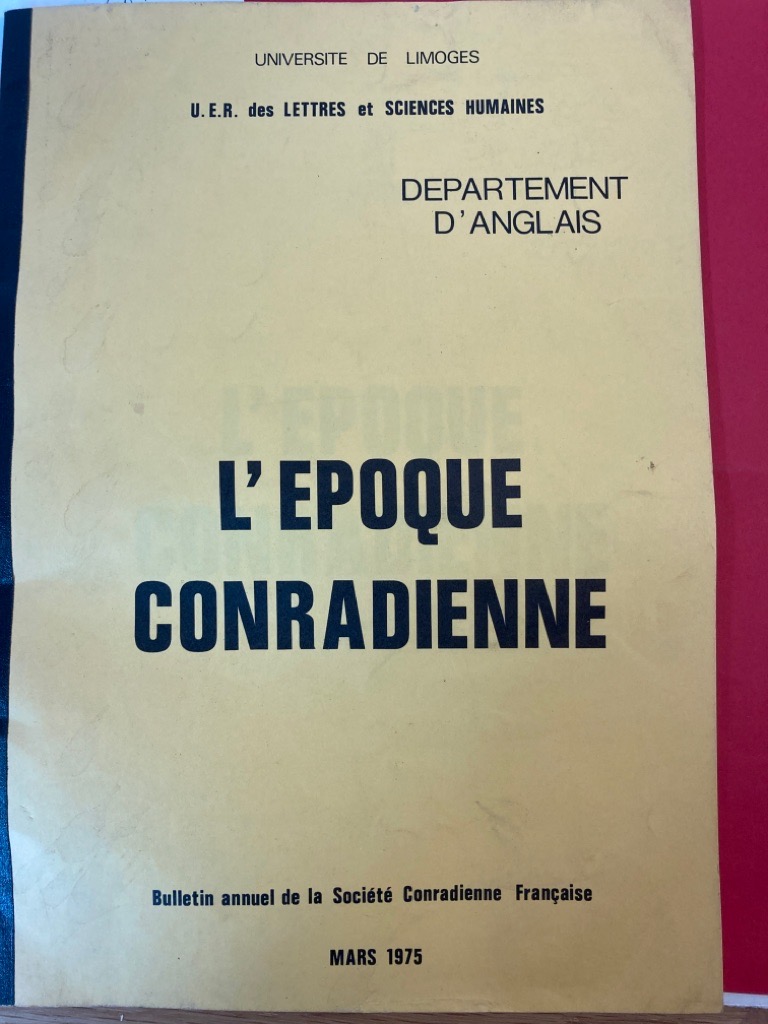 UNIVERSITE DE LIMOGES
U.E.R. des LETTRES et SCIENCES HUMAINES
DEPARTEMENT
D'ANGLAIS
L'EPOQUE
CONRADIENNE
Bulletin annuel de la Société Conradienne Française
MARS 1975